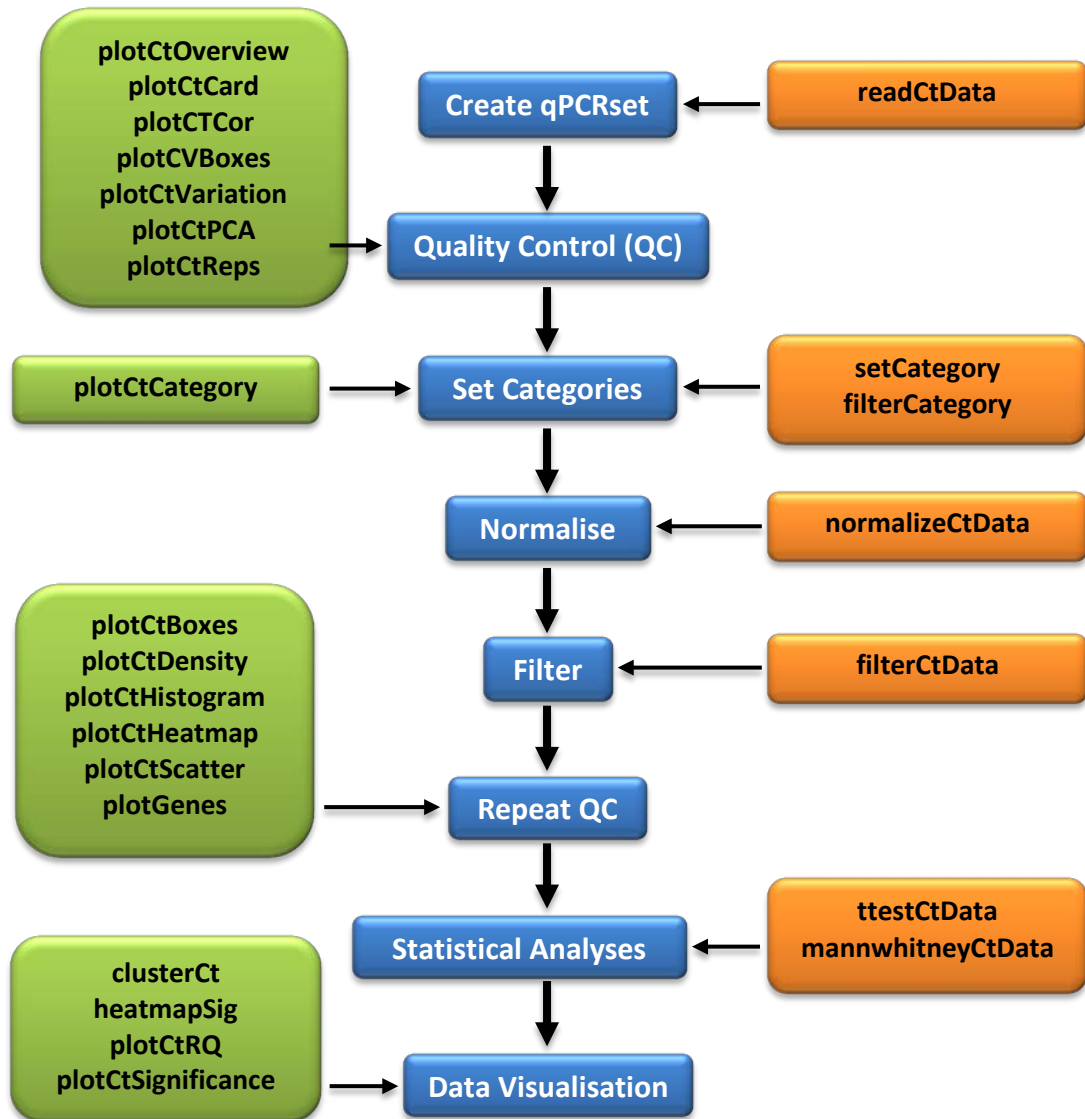 plotCtOverview
plotCtCard
plotCTCor
plotCVBoxes
plotCtVariation
plotCtPCA
plotCtReps
Create qPCRset
readCtData
Quality Control (QC)
plotCtCategory
Set Categories
setCategory
filterCategory
Normalise
normalizeCtData
plotCtBoxes
plotCtDensity
plotCtHistogram
plotCtHeatmap
plotCtScatter
plotGenes
Filter
filterCtData
Repeat QC
Statistical Analyses
ttestCtData
mannwhitneyCtData
clusterCt
heatmapSig
plotCtRQ
plotCtSignificance
Data Visualisation